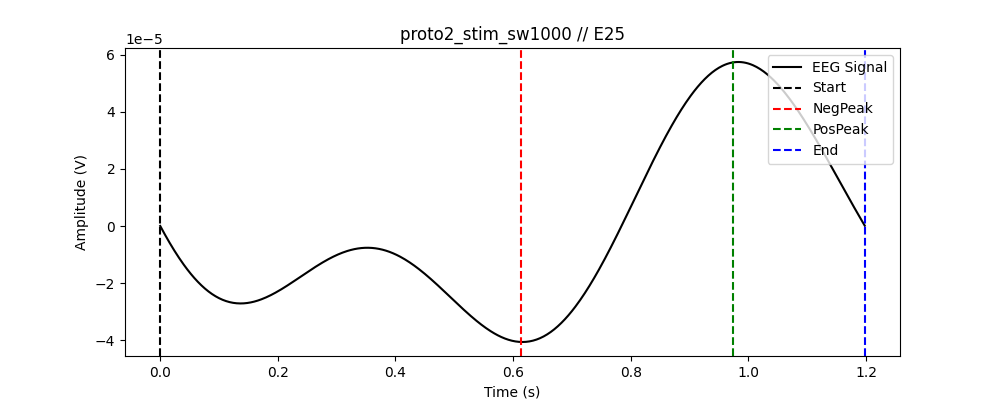 proto2_stim_sw1000 // E25
1e−5
6
4
2
0
−2
−4
Amplitude (V)
EEG Signal
Start
NegPeak
PosPeak
End
0.0 0.2 0.4 0.6 0.8 1.0 1.2
Time (s)